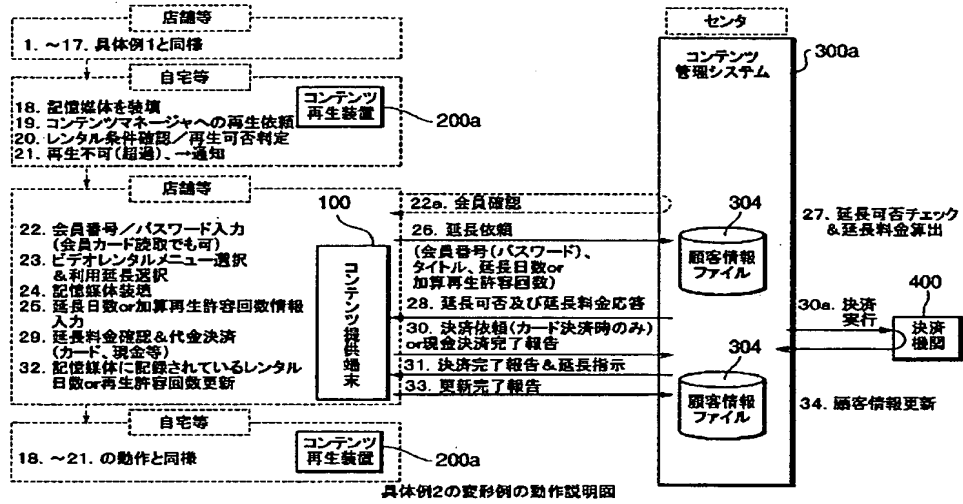 店舗等
1. ～17. 具体例1と同様
自宅等
18. 記憶媒体を装填
19. コンテンツマネージャへの再生依頼
20. レンタル条件確認／再生可否判定
21. 再生不可(超過)、→通知
コンテンツ
再生装置
200a
店舗等
22. 会員番号／パスワード入力
(会員カード読取でも可)
23. ビデオレンタルメニュー選択
&利用延長選択
24. 記憶媒体装填
25. 延長日数or加算再生許容回数情報
入力
29. 延長料金確認&代金決済
(カード、現金等)
32. 記憶媒体に記録されているレンタル
日数or再生許容回数更新
100
コンテンツ提供端末
22a. 会員確認
26. 延長依頼
(会員番号(パスワード)、
タイトル、延長日数or
加算再生許容回数)
28. 延長可否及び延長料金応答
30. 決済依頼(カード決済時のみ)
or現金決済完了報告
31. 決済完了報告&延長指示
33. 更新完了報告
センタ
コンテンツ
管理システム
300a
304
顧客情報
ファイル
304
顧客情報
ファイル
27. 延長可否チェック
&延長料金算出
30a. 決済
実行
400
決済
機関
34. 顧客情報更新
自宅等
18. ～21. の動作と同様
コンテンツ
再生装置
200a
具体例2の変形例の動作説明図